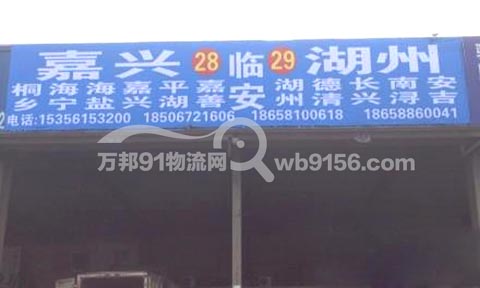 嘉兴 28 临安 29 湖州
桐乡 海宁 海盐 嘉兴 平湖 嘉善 湖州 德清 长兴 南浔 安吉
电话:15356153200 18506721606 18658100618 18658860041
万邦91物流网 wb9156.com